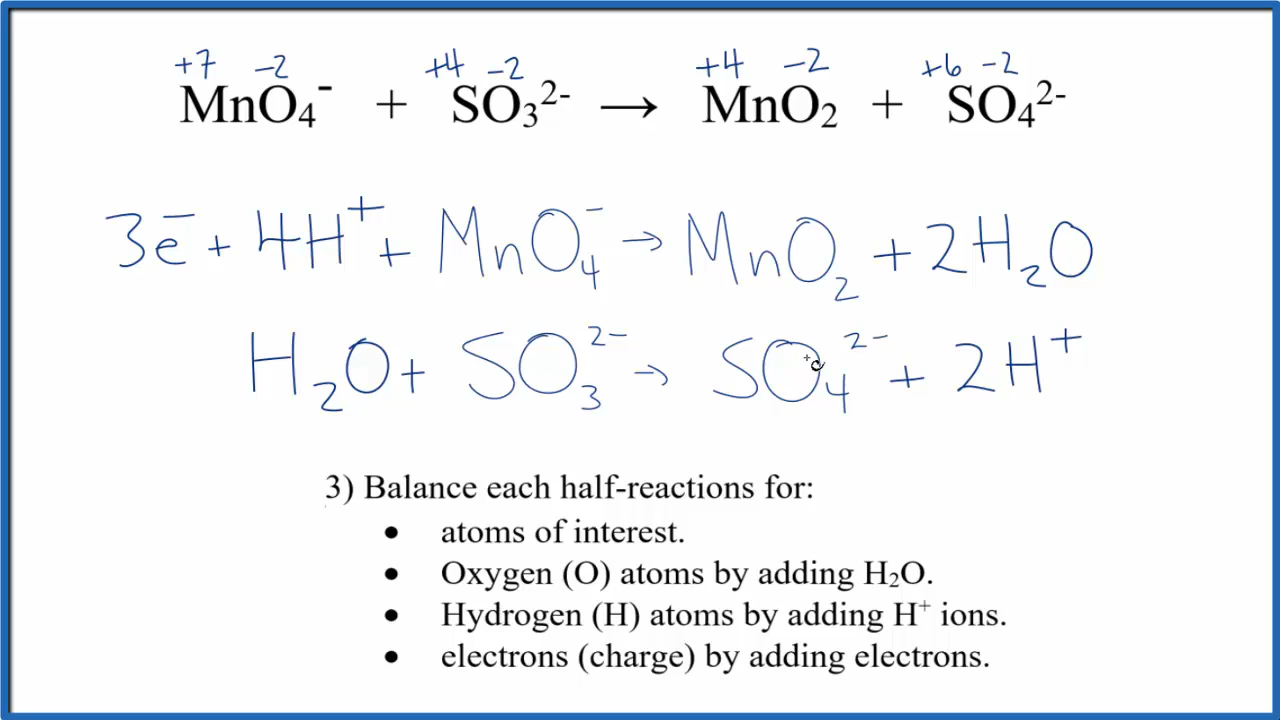 +7 -2 +4 -2 +4 -2 +6 -2
MnO₄⁻ + SO₃²⁻ → MnO₂ + SO₄²⁻
3e⁻ + 4H⁺ + MnO₄⁻ → MnO₂ + 2H₂O
H₂O + SO₃²⁻ → SO₄²⁻ + 2H⁺
3) Balance each half-reactions for:
• atoms of interest.
• Oxygen (O) atoms by adding H₂O.
• Hydrogen (H) atoms by adding H⁺ ions.
• electrons (charge) by adding electrons.